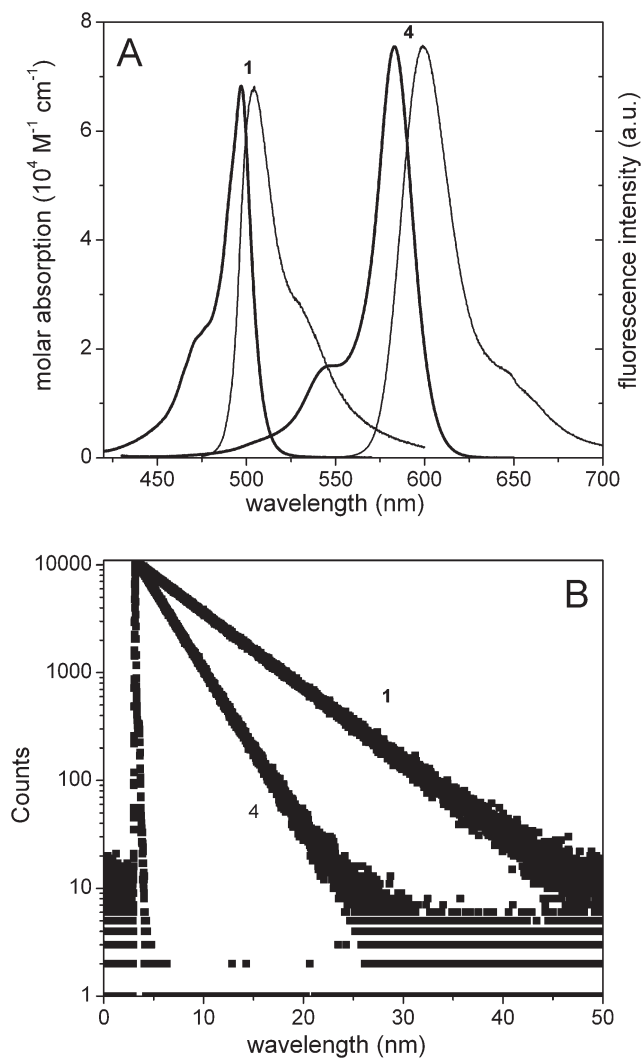 A
1
4
8
6
4
2
0
molar absorption (10⁴ M⁻¹ cm⁻¹)
fluorescence intensity (a.u.)
450 500 550 600 650 700
wavelength (nm)
B
10000
1000
100
10
1
Counts
1
4
0 10 20 30 40 50
wavelength (nm)